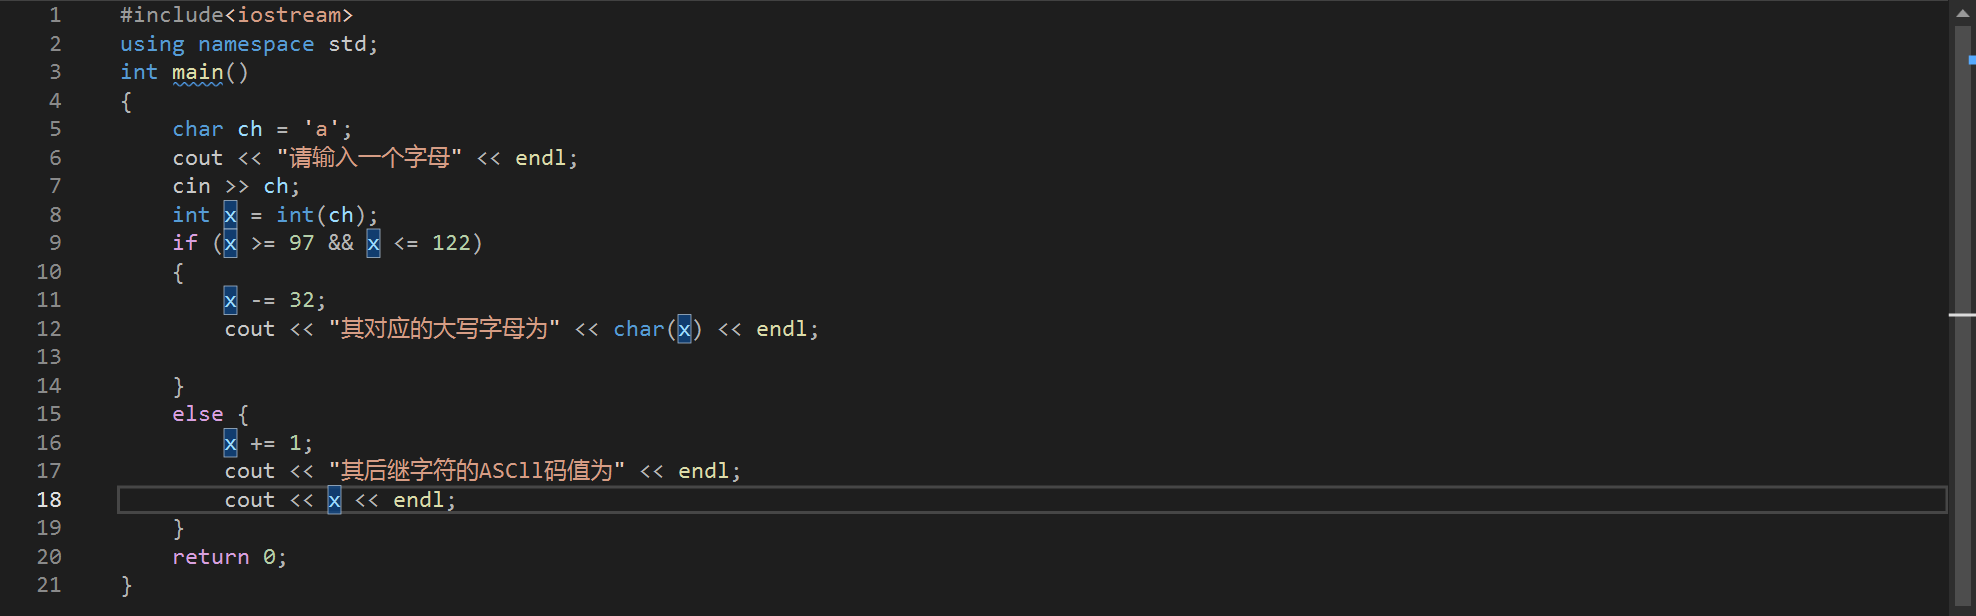 1 #include<iostream>
2 using namespace std;
3 int main()
4 {
5 char ch = 'a';
6 cout << "请输入一个字母" << endl;
7 cin >> ch;
8 int x = int(ch);
9 if (x >= 97 && x <= 122)
10 {
11 x -= 32;
12 cout << "其对应的大写字母为" << char(x) << endl;
13
14 }
15 else {
16 x += 1;
17 cout << "其后继字符的ASCll码值为" << endl;
18 cout << x << endl;
19 }
20 return 0;
21 }